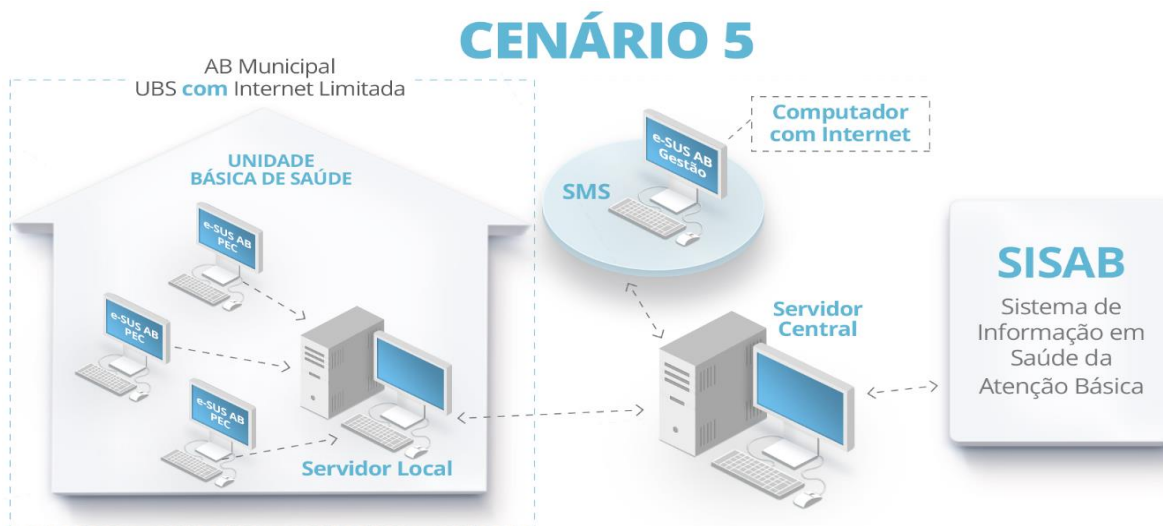 CENÁRIO 5
AB Municipal
UBS com Internet Limitada
UNIDADE
BÁSICA DE SAÚDE
e-SUS AB
PEC
e-SUS AB
PEC
e-SUS AB
PEC
Servidor Local
e-SUS AB
Gestão
SMS
Computador
com Internet
Servidor
Central
SISAB
Sistema de
Informação em
Saúde da
Atenção Básica